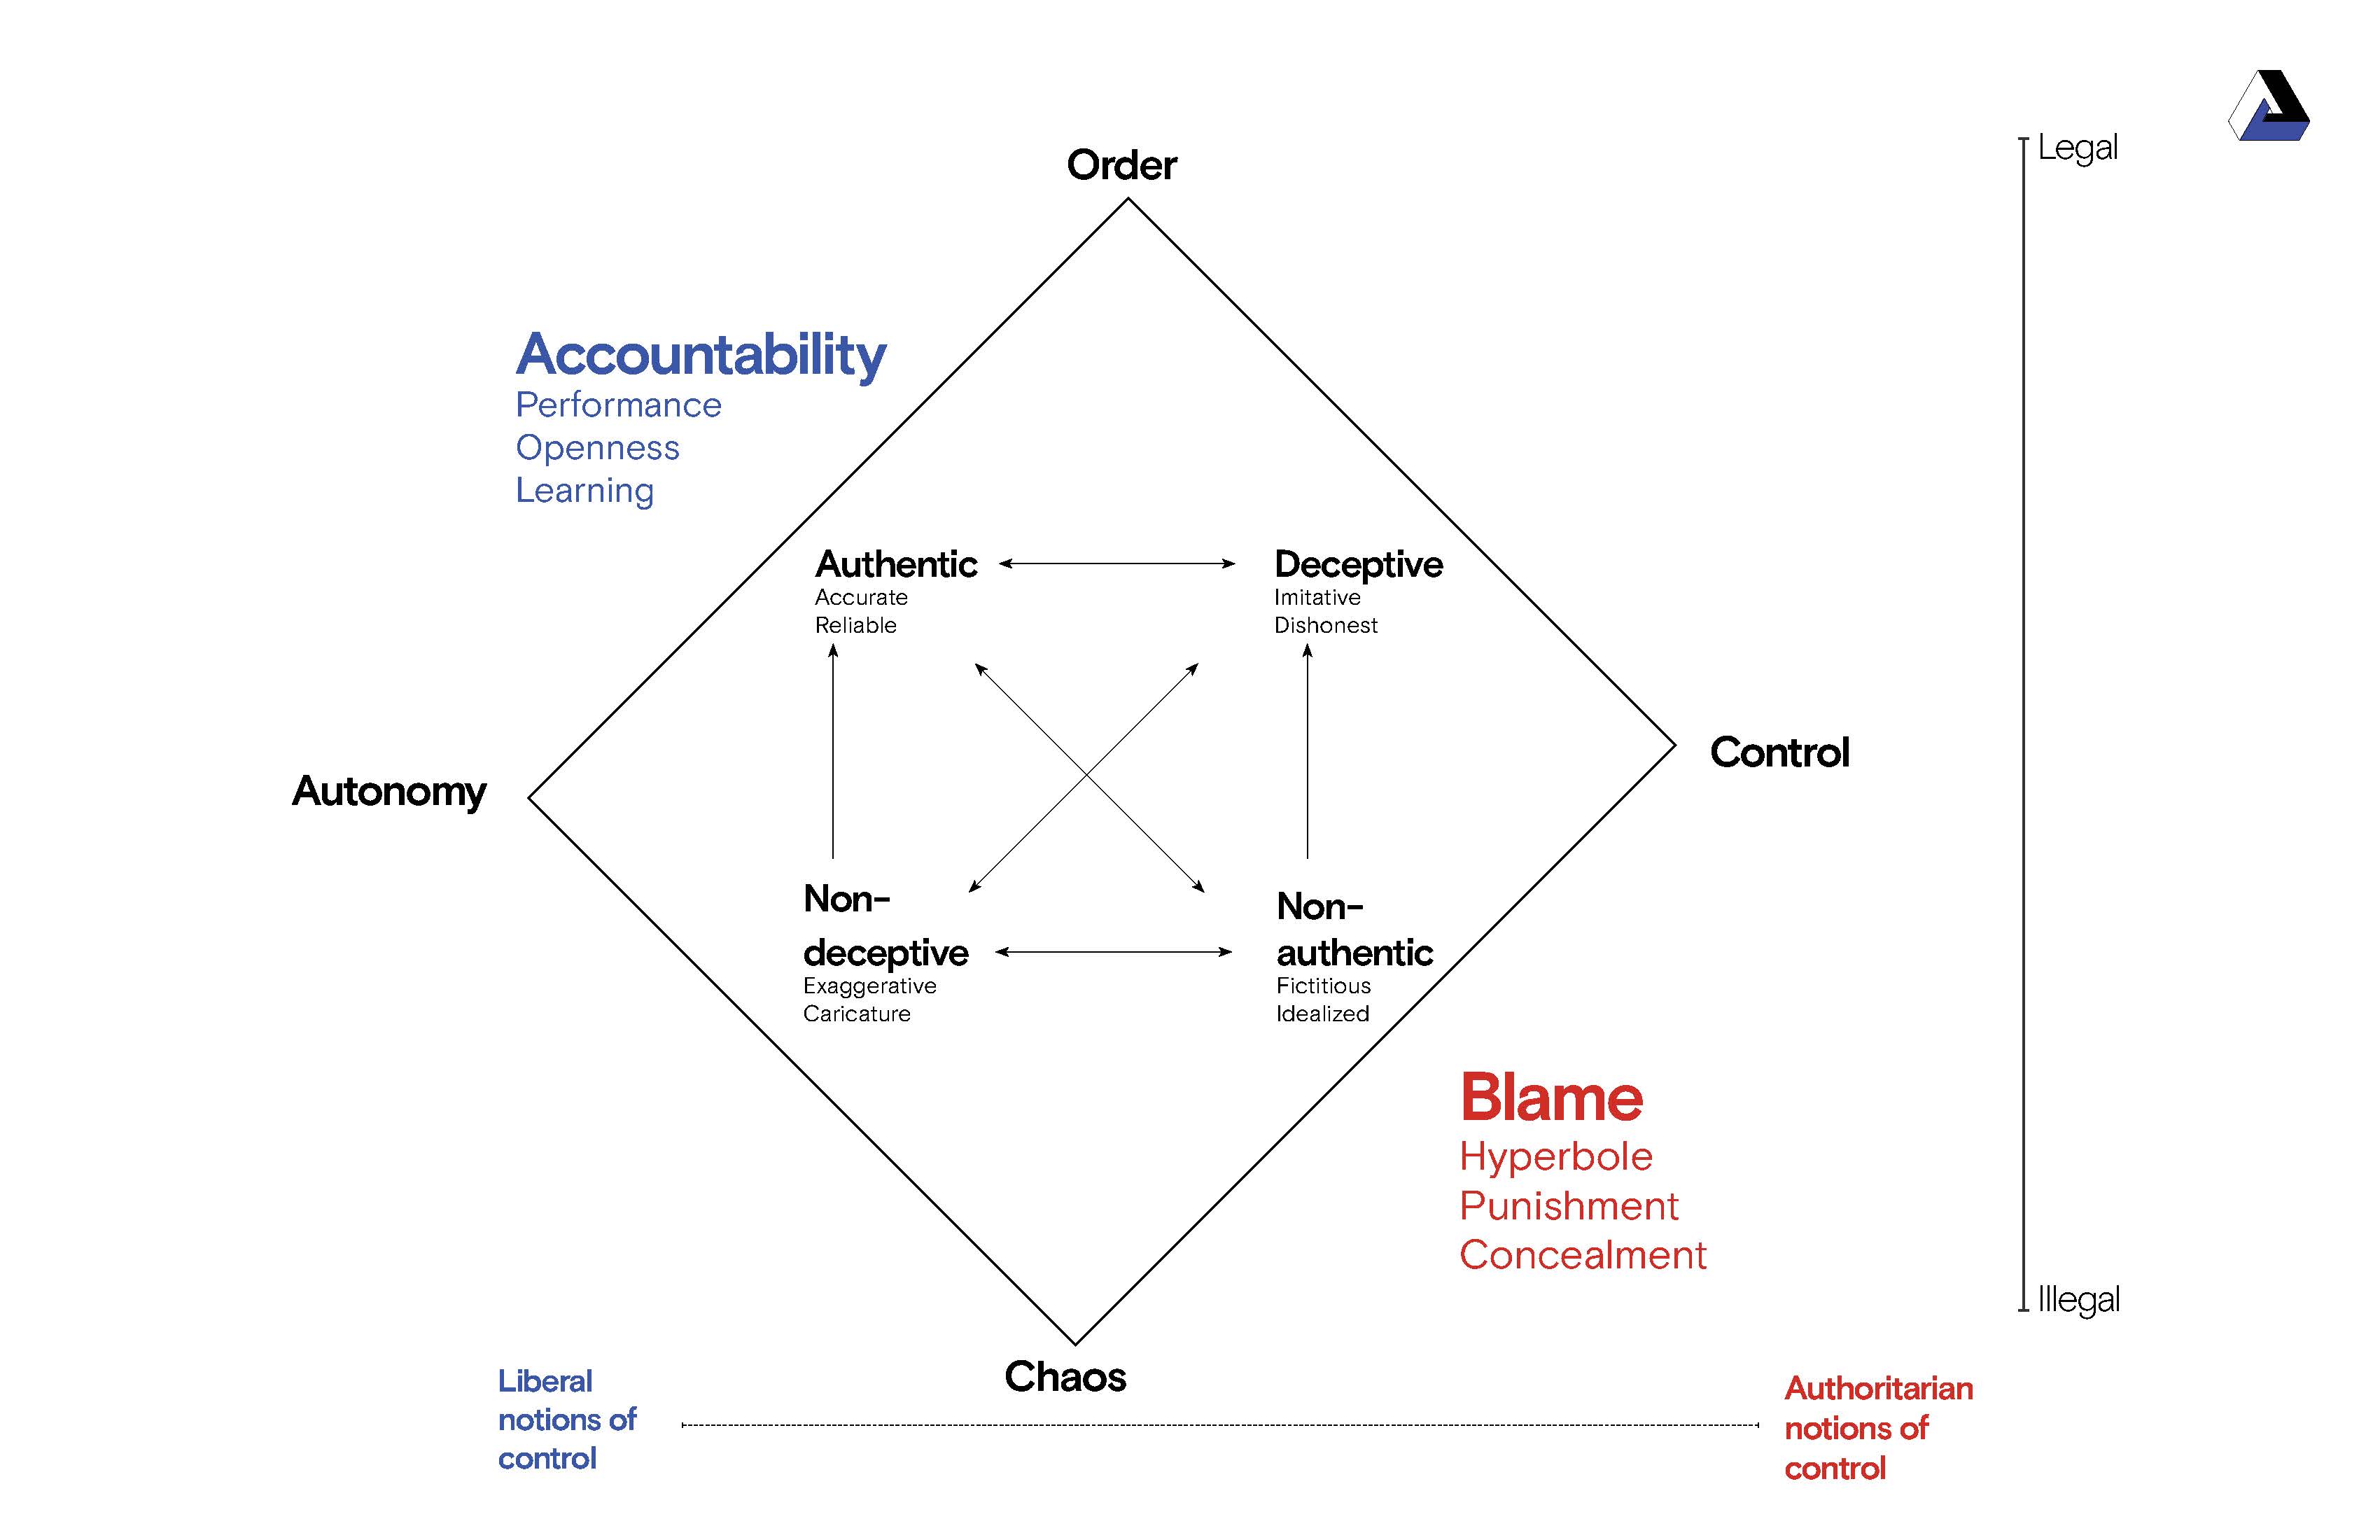 Legal
Order
Accountability
Performance
Openness
Learning
Authentic
Accurate
Reliable
Deceptive
Imitative
Dishonest
Autonomy
Control
Non-
deceptive
Exaggerative
Caricature
Non-
authentic
Fictitious
Idealized
Blame
Hyperbole
Punishment
Concealment
Illegal
Chaos
Liberal
notions of
control
Authoritarian
notions of
control